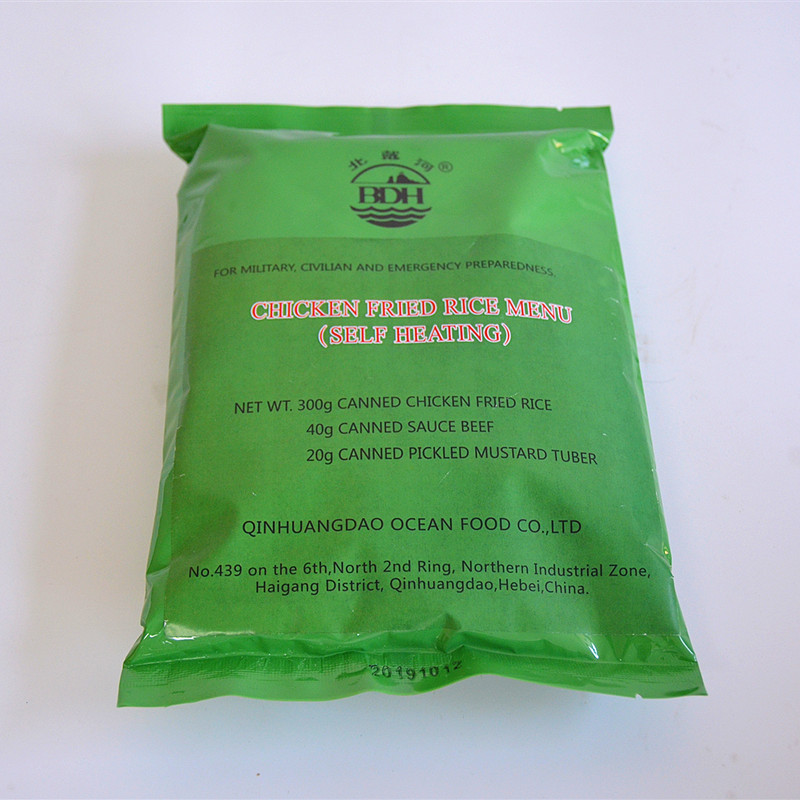 北戴河®
BDH
FOR MILITARY, CIVILIAN AND EMERGENCY PREPAREDNESS.
CHICKEN FRIED RICE MENU
(SELF HEATING)
NET WT. 300g CANNED CHICKEN FRIED RICE
40g CANNED SAUCE BEEF
20g CANNED PICKLED MUSTARD TUBER
QINHUANGDAO OCEAN FOOD CO.,LTD
No.439 on the 6th,North 2nd Ring, Northern Industrial Zone,
Haigang District, Qinhuangdao,Hebei,China.
20191012